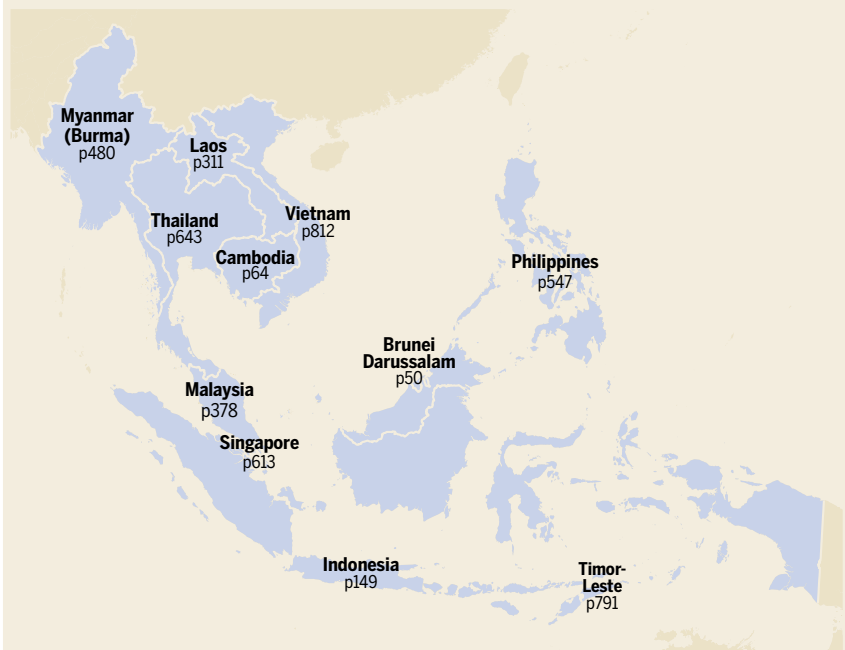 Myanmar
(Burma)
p480
Laos
p311
Thailand
p643
Vietnam
p812
Cambodia
p64
Philippines
p547
Brunei
Darussalam
p50
Malaysia
p378
Singapore
p613
Indonesia
p149
Timor-
Leste
p791